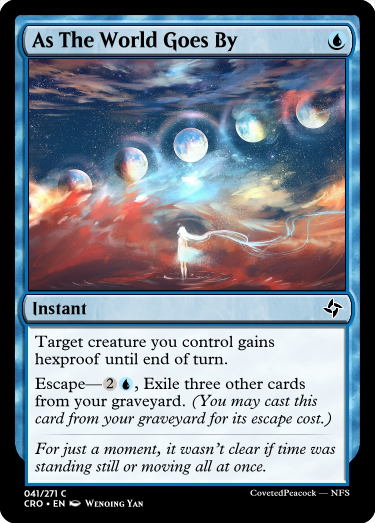 As The World Goes By
Instant
Target creature you control gains
hexproof until end of turn.
Escape—2, Exile three other cards
from your graveyard. (You may cast this
card from your graveyard for its escape cost.)
For just a moment, it wasn't clear if time was
standing still or moving all at once.
041/271 C
CRO • EN Wenqing Yan
CovetedPeacock — NFS